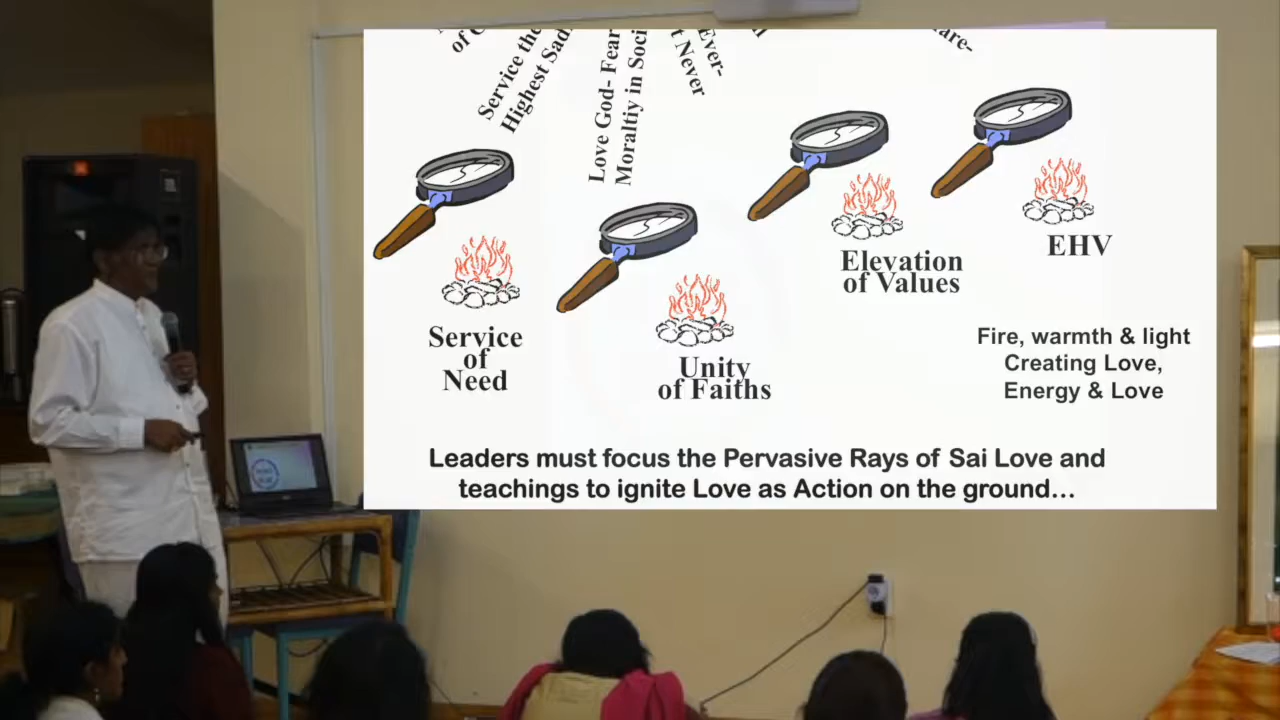 Service the
Highest Sad
Love God- Fear
Moraltiy in Soci
Ever-
t Never
are-
Service
of
Need
Unity
of Faiths
Elevation
of Values
EHV
Fire, warmth & light
Creating Love,
Energy & Love
Leaders must focus the Pervasive Rays of Sai Love and
teachings to ignite Love as Action on the ground...